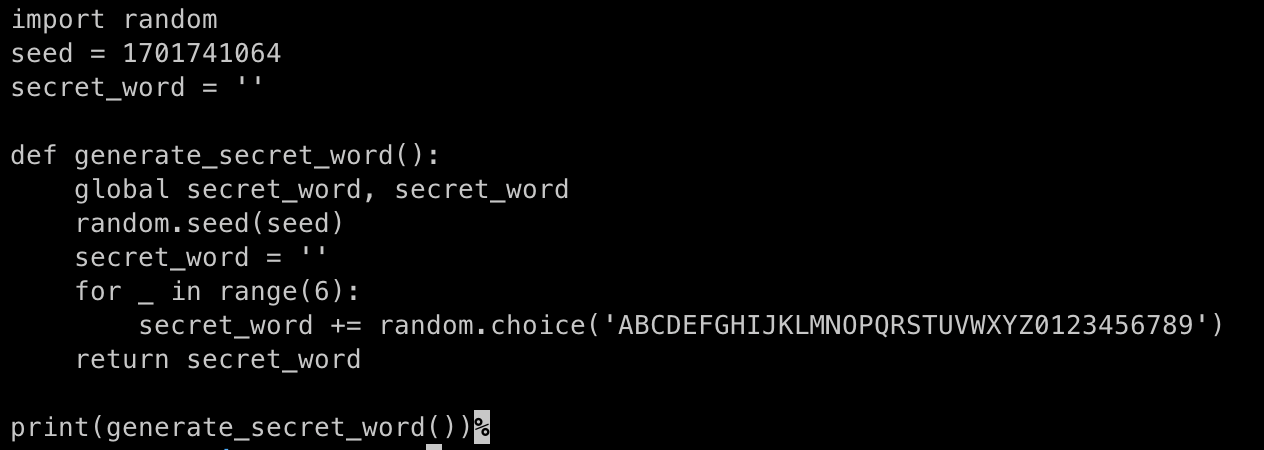 import random
seed = 1701741064
secret_word = ''

def generate_secret_word():
    global secret_word, secret_word
    random.seed(seed)
    secret_word = ''
    for _ in range(6):
        secret_word += random.choice('ABCDEFGHIJKLMNOPQRSTUVWXYZ0123456789')
    return secret_word

print(generate_secret_word())%